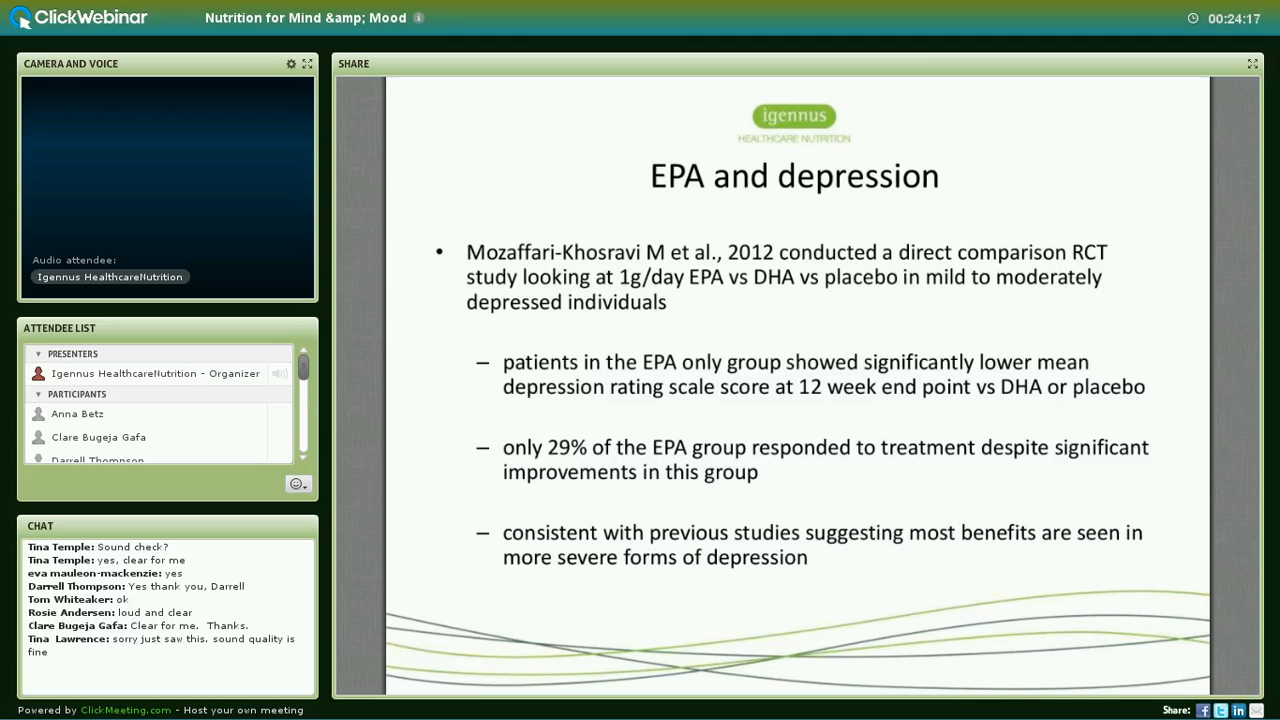 ClickWebinar
Nutrition for Mind &amp; Mood
00:24:17
CAMERA AND VOICE
Audio attendee:
Igennus HealthcareNutrition
ATTENDEE LIST
PRESENTERS
Igennus HealthcareNutrition - Organizer
PARTICIPANTS
Anna Betz
Clare Bugeja Gafa
Darrell Thompson
CHAT
Tina Temple: Sound check?
Tina Temple: yes, clear for me
eva mauleon-mackenzie: yes
Darrell Thompson: Yes thank you, Darrell
Tom Whiteaker: ok
Rosie Andersen: loud and clear
Clare Bugeja Gafa: Clear for me. Thanks.
Tina Lawrence: sorry just saw this. sound quality is
fine
SHARE
igennus
HEALTHCARE NUTRITION
EPA and depression
• Mozaffari-Khosravi M et al., 2012 conducted a direct comparison RCT
study looking at 1g/day EPA vs DHA vs placebo in mild to moderately
depressed individuals
– patients in the EPA only group showed significantly lower mean
depression rating scale score at 12 week end point vs DHA or placebo
– only 29% of the EPA group responded to treatment despite significant
improvements in this group
– consistent with previous studies suggesting most benefits are seen in
more severe forms of depression
Powered by ClickMeeting.com - Host your own meeting
Share: